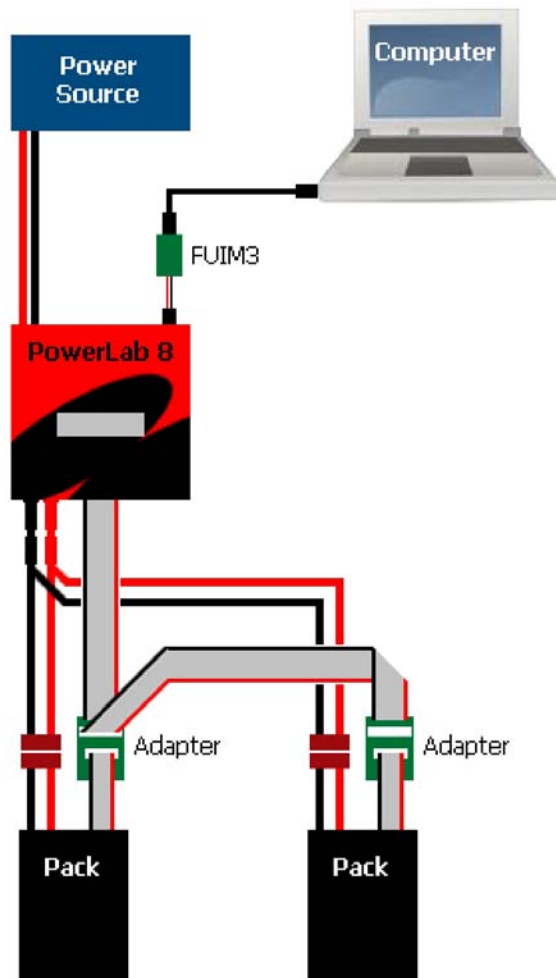 Power
Source
Computer
FUIM3
PowerLab 8
Adapter
Adapter
Pack
Pack